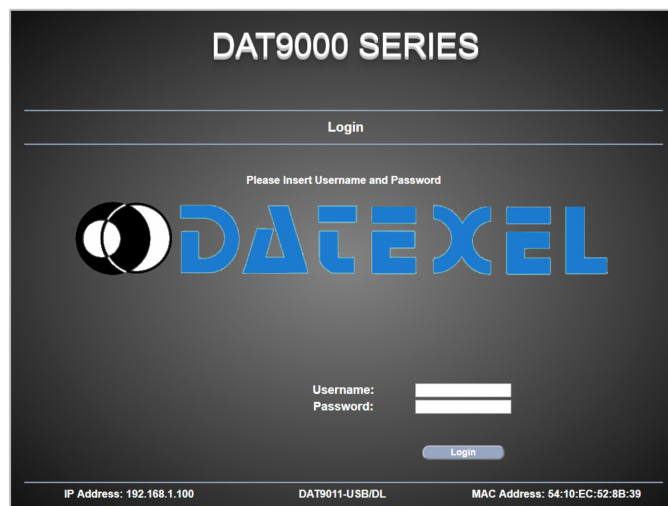 DAT9000 SERIES
Login
Please Insert Username and Password
DATEXEL
Username:
Password:
Login
IP Address: 192.168.1.100 DAT9011-USB/DL MAC Address: 54:10:EC:52:8B:39